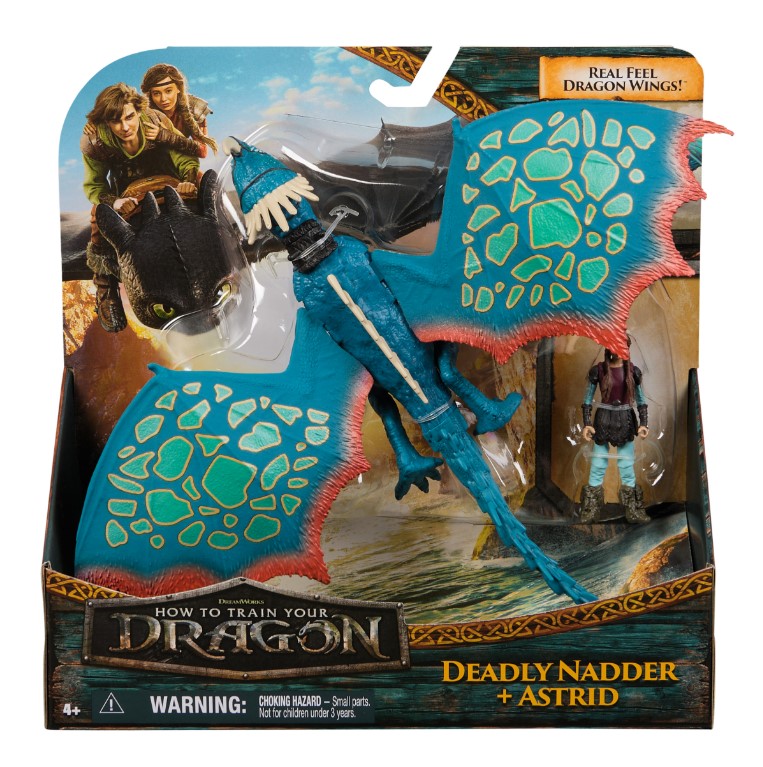 REAL FEEL
DRAGON WINGS!
DREAMWORKS
HOW TO TRAIN YOUR
DRAGON
DEADLY NADDER
+ ASTRID
4+
WARNING:
CHOKING HAZARD – Small parts.
Not for children under 3 years.